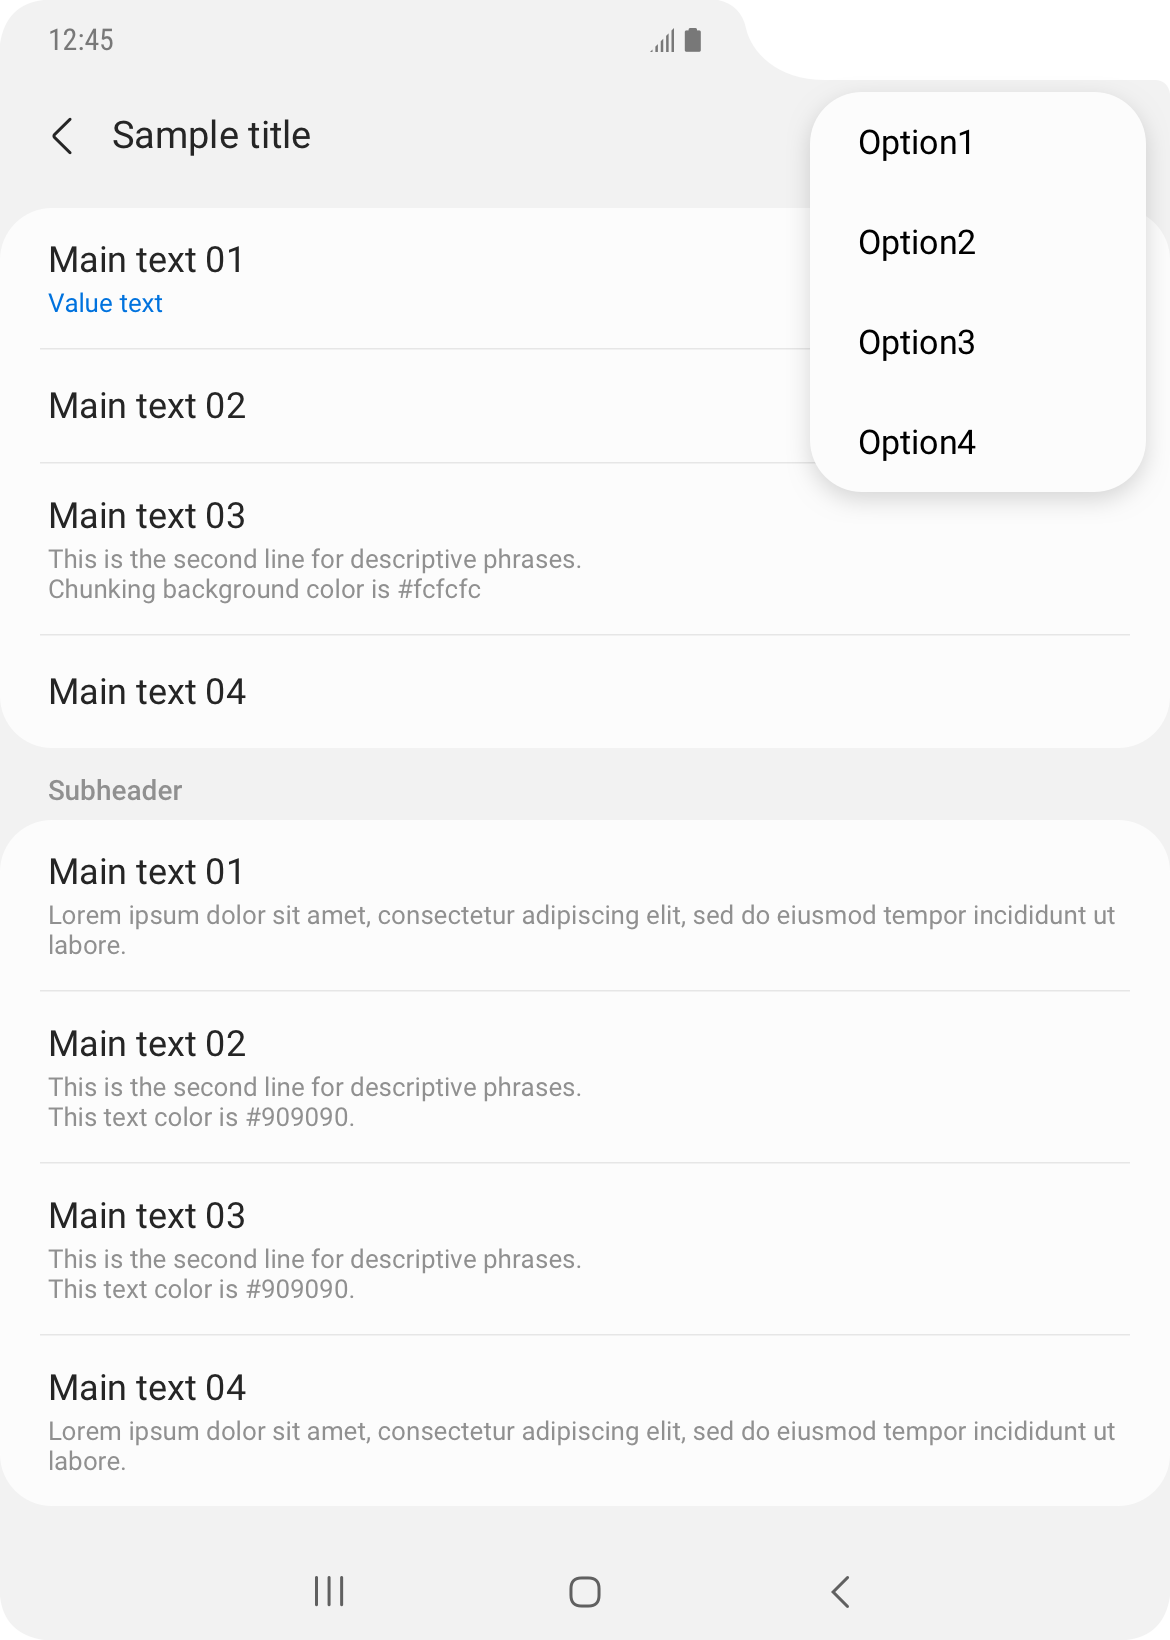 12:45
Sample title
Option1
Option2
Option3
Option4
Main text 01
Value text
Main text 02
Main text 03
This is the second line for descriptive phrases.
Chunking background color is #fcfcfc
Main text 04
Subheader
Main text 01
Lorem ipsum dolor sit amet, consectetur adipiscing elit, sed do eiusmod tempor incididunt ut
labore.
Main text 02
This is the second line for descriptive phrases.
This text color is #909090.
Main text 03
This is the second line for descriptive phrases.
This text color is #909090.
Main text 04
Lorem ipsum dolor sit amet, consectetur adipiscing elit, sed do eiusmod tempor incididunt ut
labore.